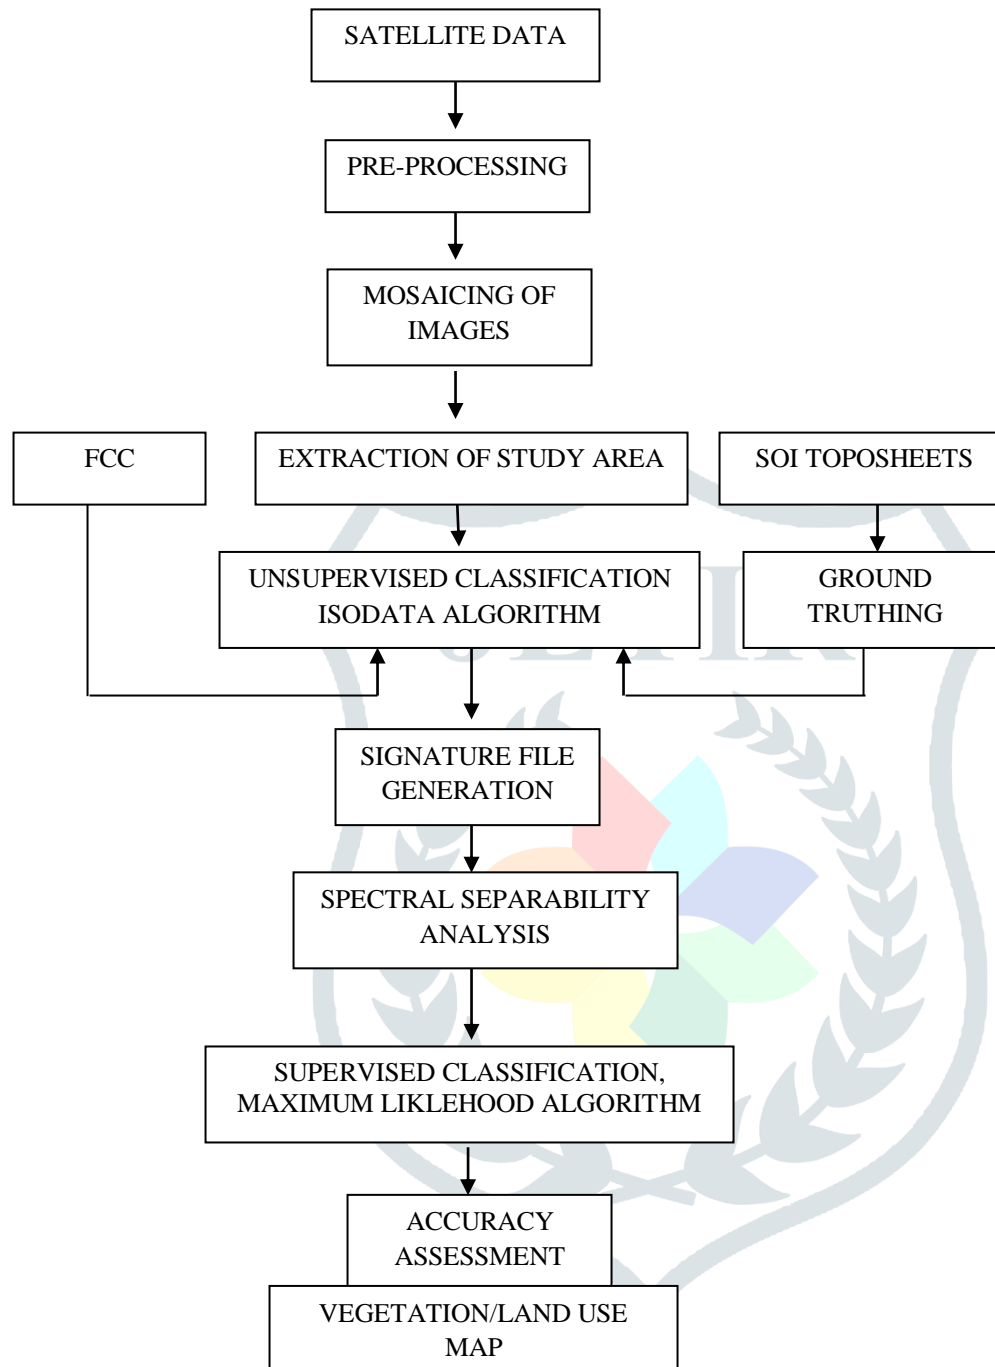 SATELLITE DATA
PRE-PROCESSING
MOSAICING OF
IMAGES
FCC
EXTRACTION OF STUDY AREA
SOI TOPOSHEETS
UNSUPERVISED CLASSIFICATION
ISODATA ALGORITHM
GROUND
TRUTHING
JETIR
SIGNATURE FILE
GENERATION
SPECTRAL SEPARABILITY
ANALYSIS
SUPERVISED CLASSIFICATION,
MAXIMUM LIKLEHOOD ALGORITHM
ACCURACY
ASSESSMENT
VEGETATION/LAND USE
MAP